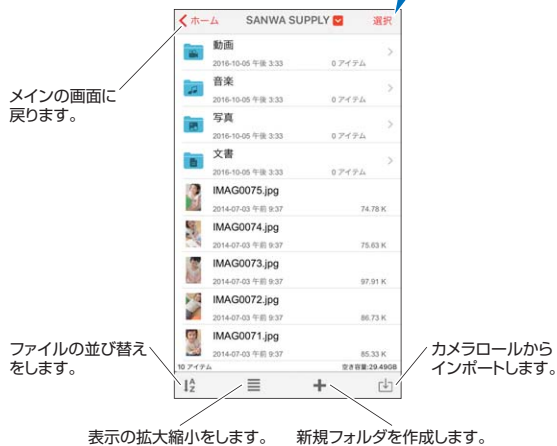 ホーム SANWA SUPPLY 選択
動画
2016-10-05 午後 3:33 0 アイテム
音楽
2016-10-05 午後 3:33 0 アイテム
メインの画面に
戻ります。
写真
2016-10-05 午後 3:33 0 アイテム
文書
2016-10-05 午後 3:33 0 アイテム
IMAG0075.jpg
2014-07-03 午前 9:37 74.78 K
IMAG0074.jpg
2014-07-03 午前 9:37 75.63 K
IMAG0073.jpg
2014-07-03 午前 9:37 97.91 K
IMAG0072.jpg
2014-07-03 午前 9:37 86.73 K
IMAG0071.jpg
2014-07-03 午前 9:37 85.33 K
10 アイテム 空き容量:29.49GB
ファイルの並び替え
をします。
カメラロールから
インポートします。
表示の拡大縮小をします。
新規フォルダを作成します。